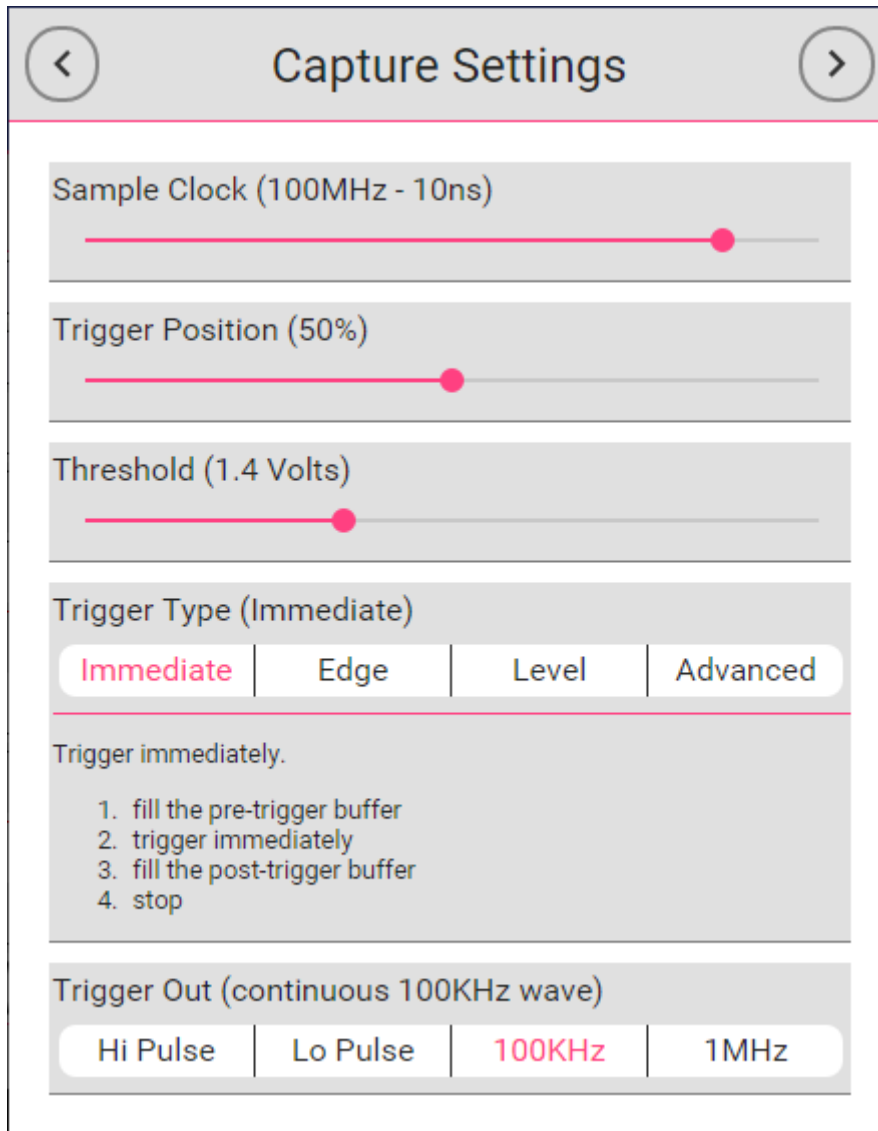 Capture Settings
Sample Clock (100MHz - 10ns)
Trigger Position (50%)
Threshold (1.4 Volts)
Trigger Type (Immediate)
Immediate Edge Level Advanced
Trigger immediately.
1. fill the pre-trigger buffer
2. trigger immediately
3. fill the post-trigger buffer
4. stop
Trigger Out (continuous 100KHz wave)
Hi Pulse Lo Pulse 100KHz 1MHz